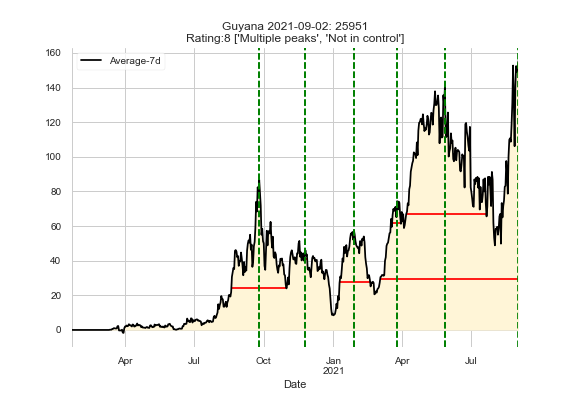 Guyana 2021-09-02: 25951
Rating:8 ['Multiple peaks', 'Not in control']
Average-7d
160
140
120
100
80
60
40
20
0
Apr
Jul
Oct
Jan
2021
Apr
Jul
Date